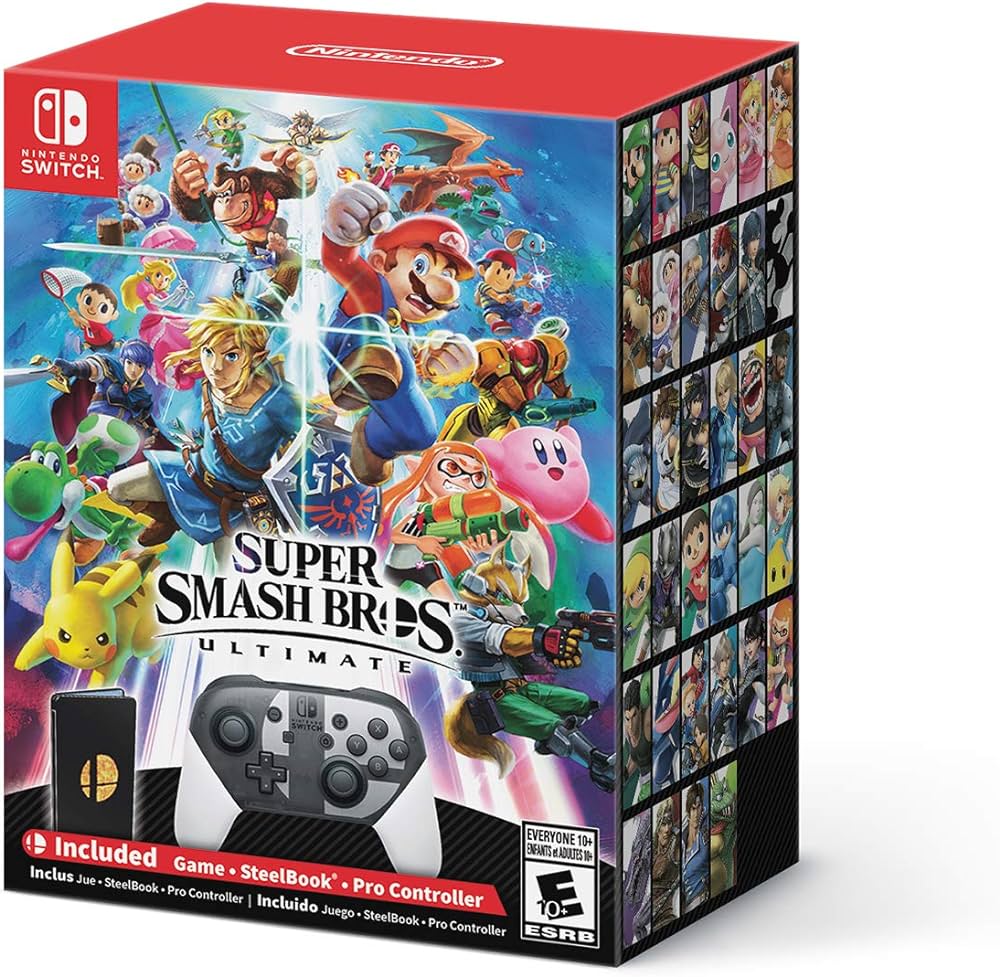 Nintendo
NINTENDO
SWITCH
SUPER
SMASH BROS.™
ULTIMATE
NINTENDO
SWITCH
X
Y
A
B
Included Game • SteelBook® • Pro Controller
Inclus Jue • SteelBook • Pro Controller | Incluido Juego • SteelBook • Pro Controller
EVERYONE 10+
ENFANTS et ADULTES 10+
E
10+
ESRB